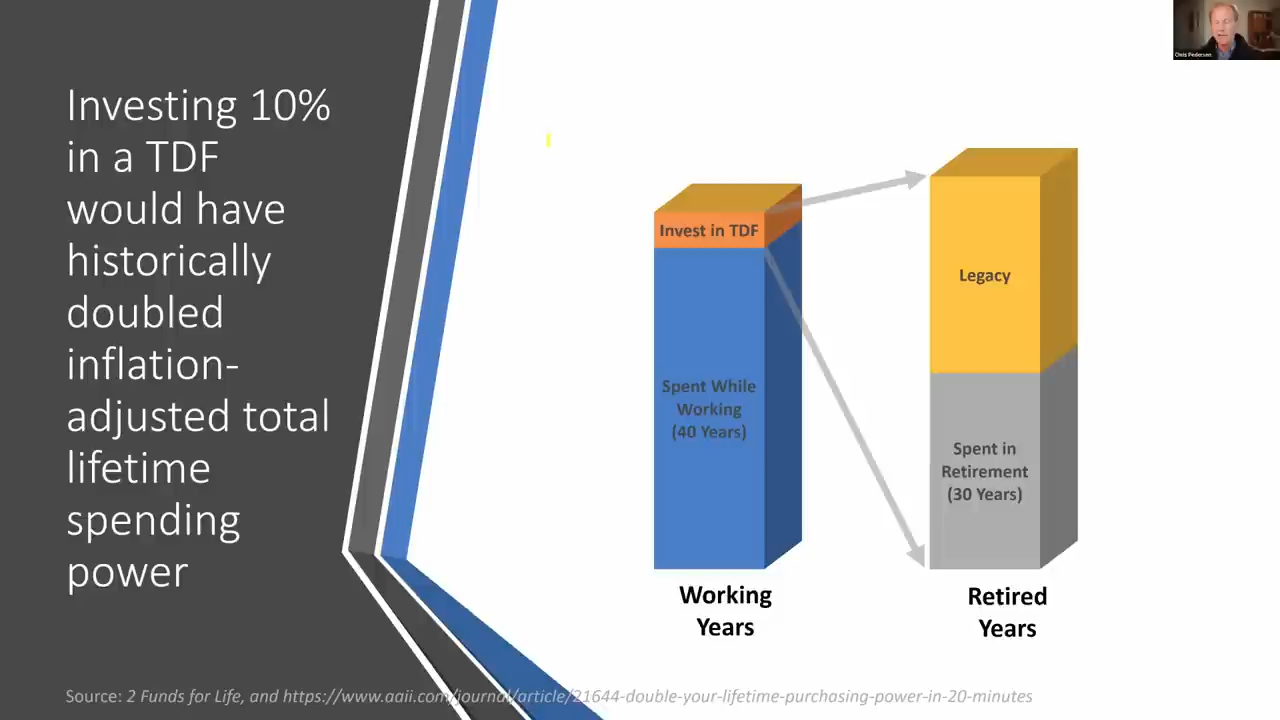 Investing 10%
in a TDF
would have
historically
doubled
inflation-
adjusted total
lifetime
spending
power
Chris Pedersen
Invest in TDF
Spent While
Working
(40 Years)
Legacy
Spent in
Retirement
(30 Years)
Working
Years
Retired
Years
Source: 2 Funds for Life, and https://www.aaii.com/journal/article/21644-double-your-lifetime-purchasing-power-in-20-minutes